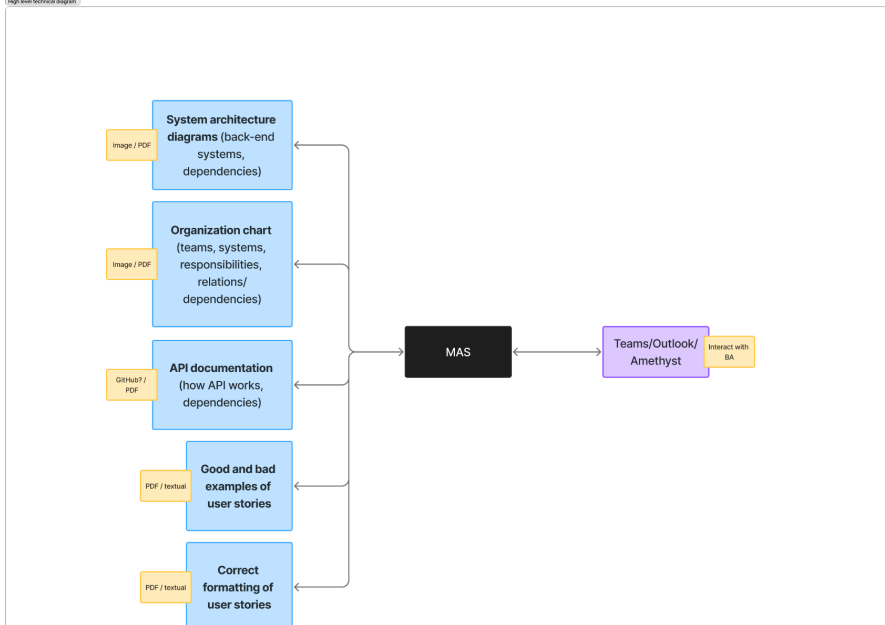 High level technical diagram
System architecture
diagrams (back-end
systems,
dependencies)
image / PDF
Organization chart
(teams, systems,
responsibilities,
relations/
dependencies)
Image / PDF
API documentation
(how API works,
dependencies)
GitHub? /
PDF
Good and bad
examples of
user stories
PDF / textual
Correct
formatting of
user stories
PDF / textual
MAS
Teams/Outlook/
Amethyst
Interact with
BA